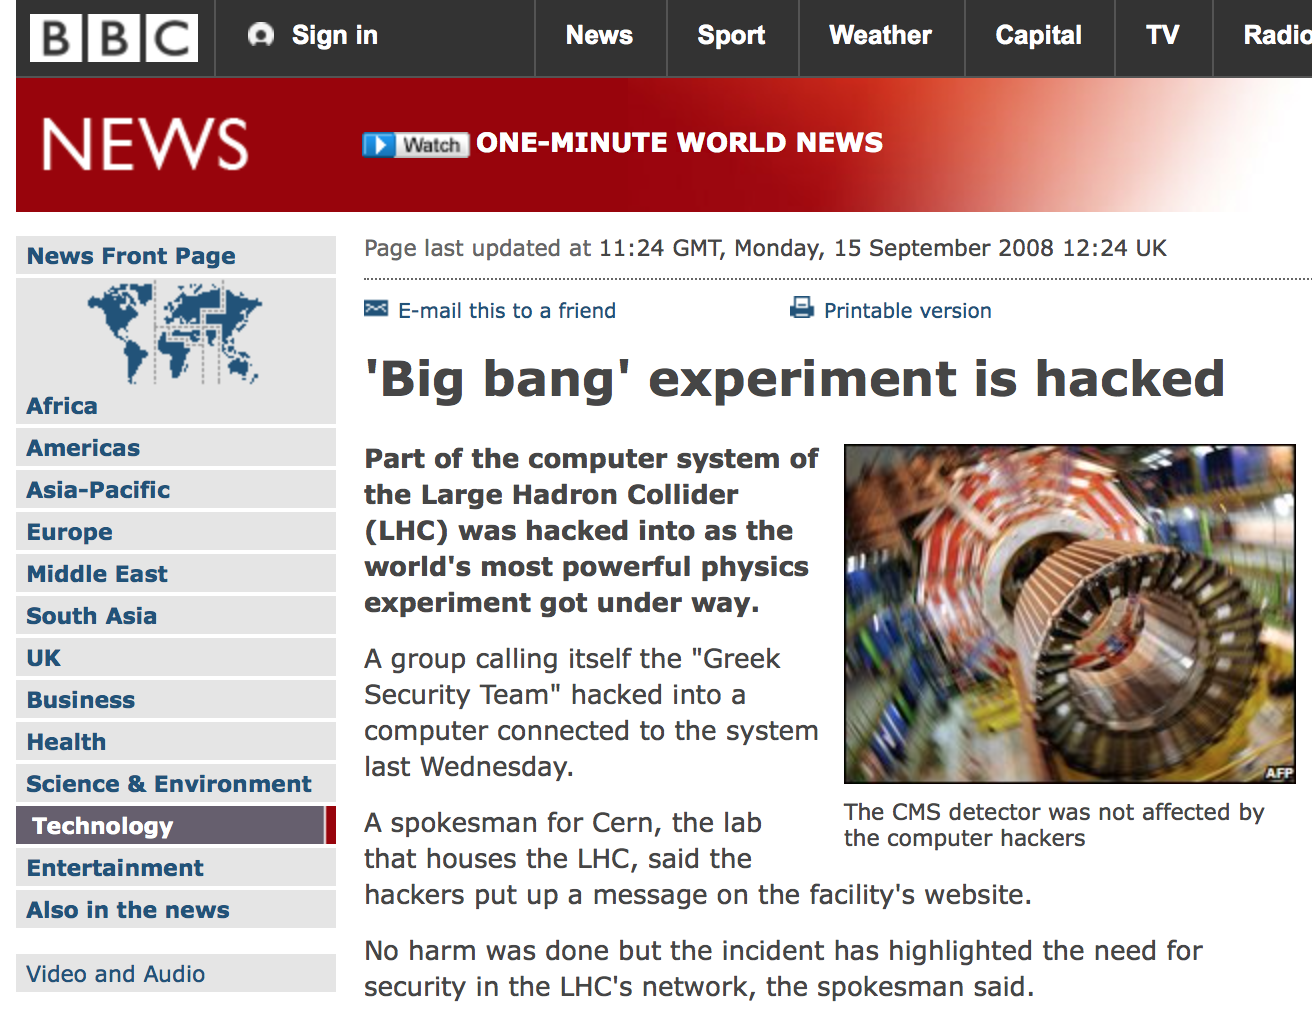 BBC Sign in News Sport Weather Capital TV Radio
NEWS
Watch ONE-MINUTE WORLD NEWS
News Front Page
Africa
Americas
Asia-Pacific
Europe
Middle East
South Asia
UK
Business
Health
Science & Environment
Technology
Entertainment
Also in the news
Video and Audio
Page last updated at 11:24 GMT, Monday, 15 September 2008 12:24 UK
E-mail this to a friend
Printable version
'Big bang' experiment is hacked
Part of the computer system of
the Large Hadron Collider
(LHC) was hacked into as the
world's most powerful physics
experiment got under way.
A group calling itself the "Greek
Security Team" hacked into a
computer connected to the system
last Wednesday.
AFP
The CMS detector was not affected by
the computer hackers
A spokesman for Cern, the lab
that houses the LHC, said the
hackers put up a message on the facility's website.
No harm was done but the incident has highlighted the need for
security in the LHC's network, the spokesman said.